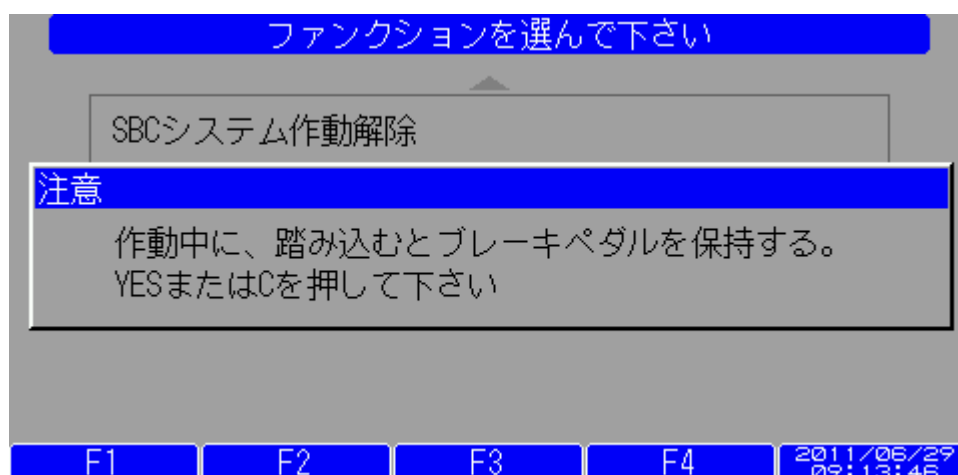 ファンクションを選んで下さい
SBCシステム作動解除
注意
作動中に、踏み込むとブレーキペダルを保持する。
YESまたはCを押して下さい
F1 F2 F3 F4 2011/06/29
09:13:46